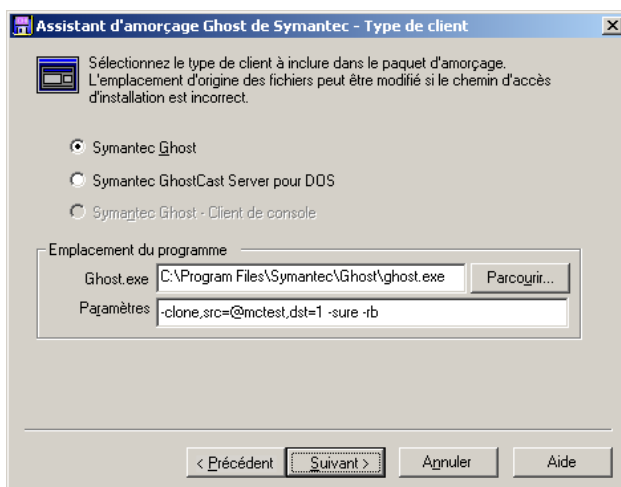 Assistant d'amorçage Ghost de Symantec - Type de client
Sélectionnez le type de client à inclure dans le paquet d'amorçage.
L'emplacement d'origine des fichiers peut être modifié si le chemin d'accès
d'installation est incorrect.
Symantec Ghost
Symantec GhostCast Server pour DOS
Symantec Ghost - Client de console
Emplacement du programme
Ghost.exe C:\Program Files\Symantec\Ghost\ghost.exe Parcourir...
Paramètres -clone,src=@mctest,dst=1 -sure -rb
< Précédent Suivant > Annuler Aide